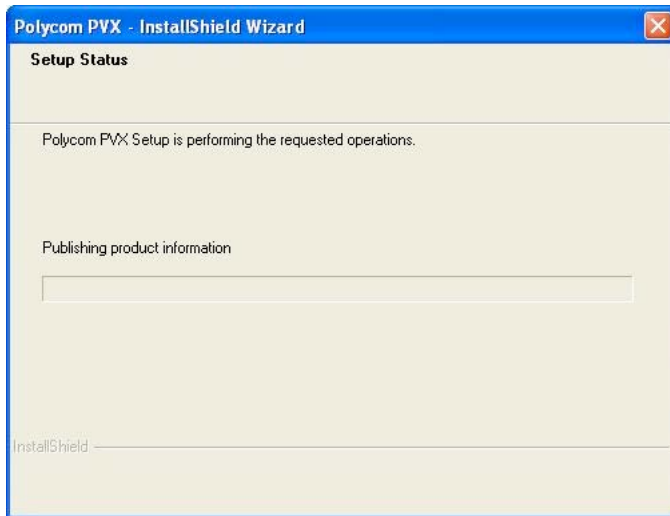 Polycom PVX - InstallShield Wizard
Setup Status
Polycom PVX Setup is performing the requested operations.
Publishing product information
InstallShield